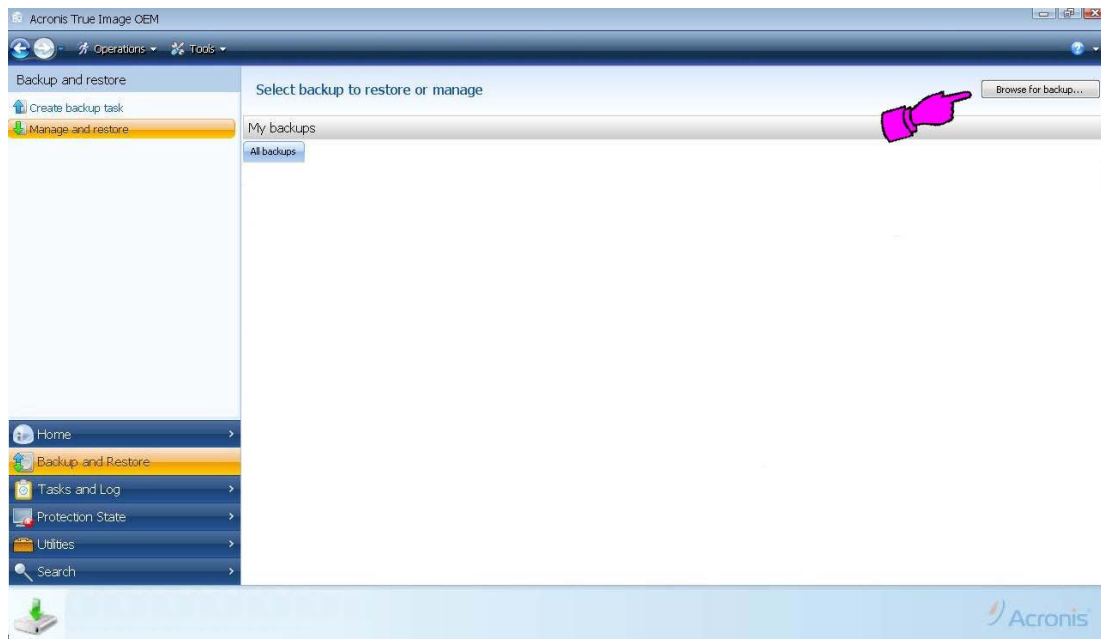 Acronis True Image OEM
Operations
Tools
Backup and restore
Create backup task
Manage and restore
Select backup to restore or manage
Browse for backup...
My backups
All backups
Home
Backup and Restore
Tasks and Log
Protection State
Utilities
Search
Acronis